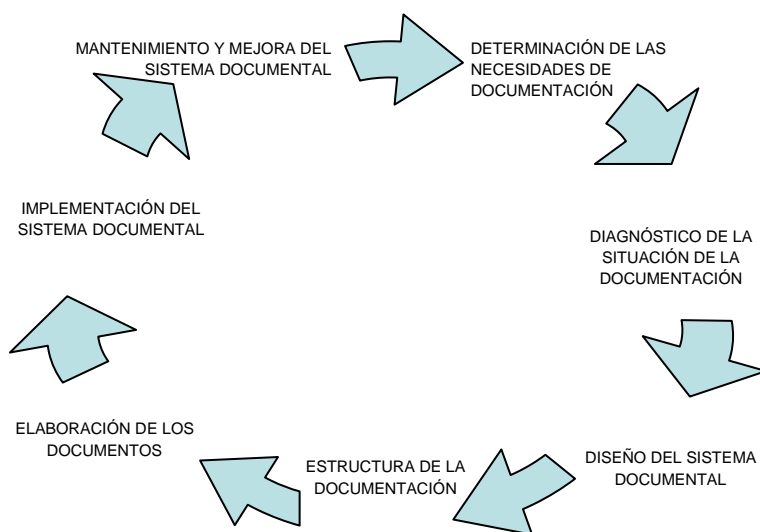 MANTENIMIENTO Y MEJORA DEL
SISTEMA DOCUMENTAL
DETERMINACIÓN DE LAS
NECESIDADES DE
DOCUMENTACIÓN
DIAGNÓSTICO DE LA
SITUACIÓN DE LA
DOCUMENTACIÓN
DISEÑO DEL SISTEMA
DOCUMENTAL
ESTRUCTURA DE LA
DOCUMENTACIÓN
ELABORACIÓN DE LOS
DOCUMENTOS
IMPLEMENTACIÓN DEL
SISTEMA DOCUMENTAL